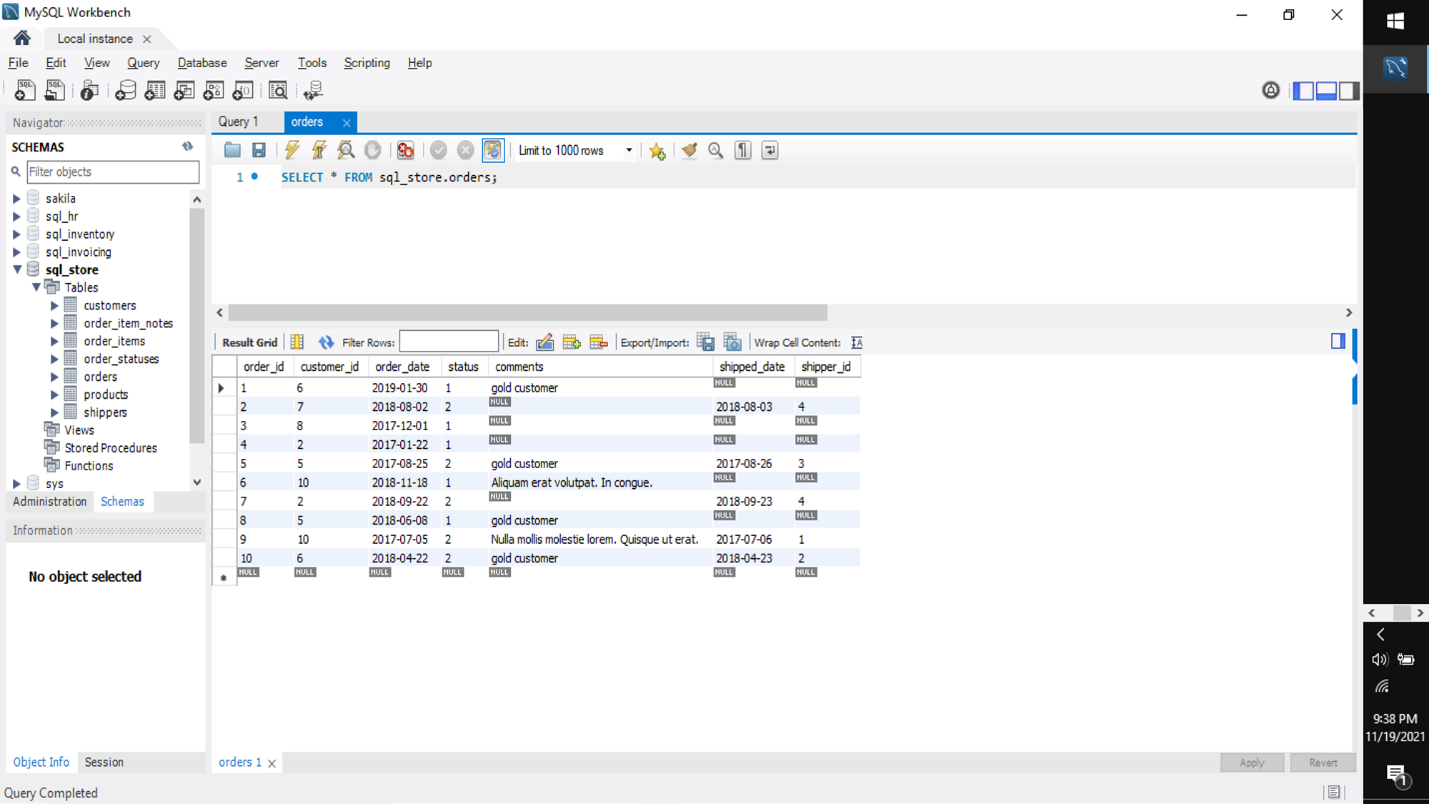 MySQL Workbench
Local instance
File Edit View Query Database Server Tools Scripting Help
Navigator
SCHEMAS
Filter objects
sakila
sql_hr
sql_inventory
sql_invoicing
sql_store
Tables
customers
order_item_notes
order_items
order_statuses
orders
products
shippers
Views
Stored Procedures
Functions
sys
Administration Schemas
Information
No object selected
Object Info Session
Query Completed
Query 1 orders
Limit to 1000 rows
1 SELECT * FROM sql_store.orders;
Result Grid Filter Rows: Edit: Export/Import: Wrap Cell Content:
order_id customer_id order_date status comments shipped_date shipper_id
1 6 2019-01-30 1 gold customer NULL NULL
2 7 2018-08-02 2 NULL 2018-08-03 4
3 8 2017-12-01 1 NULL NULL NULL
4 2 2017-01-22 1 NULL NULL NULL
5 5 2017-08-25 2 gold customer 2017-08-26 3
6 10 2018-11-18 1 Aliquam erat volutpat. In congue. NULL NULL
7 2 2018-09-22 2 NULL 2018-09-23 4
8 5 2018-06-08 1 gold customer NULL NULL
9 10 2017-07-05 2 Nulla mollis molestie lorem. Quisque ut erat. 2017-07-06 1
10 6 2018-04-22 2 gold customer 2018-04-23 2
NULL NULL NULL NULL NULL NULL NULL
orders 1
Apply Revert
9:38 PM
11/19/2021
1